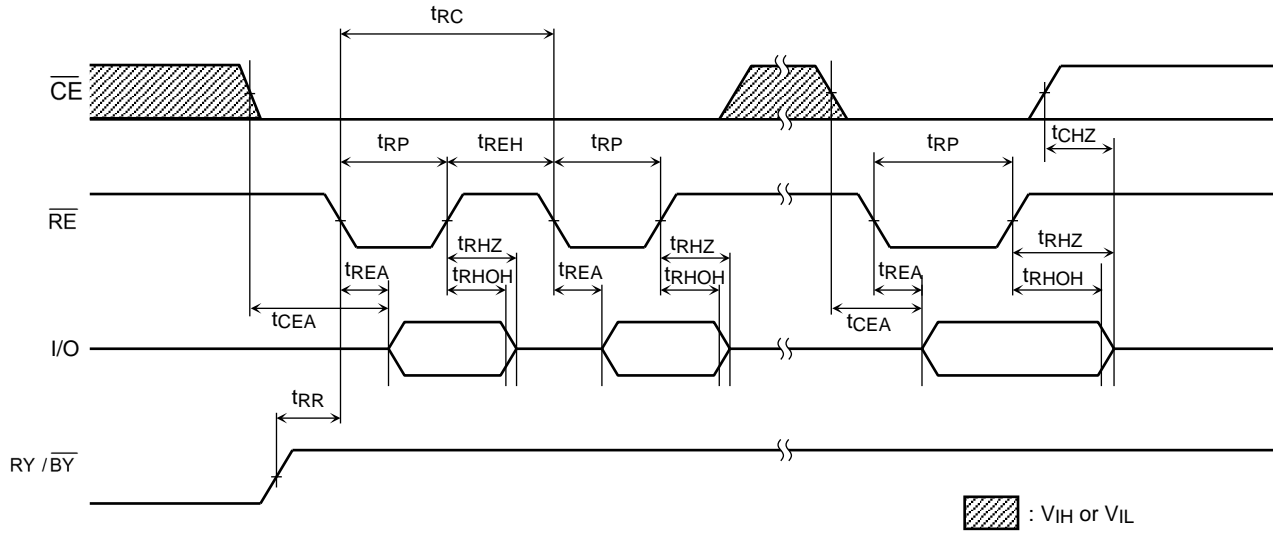 tRC
CE
tCHZ
tRP tREH tRP tRP
RE
tRHZ tRHZ tRHZ
tREA tRHOH tREA tRHOH tREA tRHOH
tCEA tCEA
I/O
tRR
RY / BY
: VIH or VIL